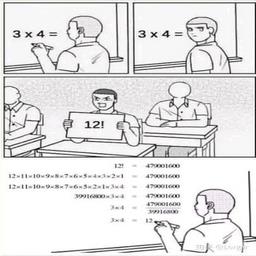 3 x 4 =
3 x 4 =
12!
12! = 479001600
12×11×10×9×8×7×6×5×4×3×2×1 = 479001600
12×11×10×9×8×7×6×5×2×1×3×4 = 479001600
39916800×3×4 = 479001600
3×4 = 479001600
39916800
3×4 = 12
知乎